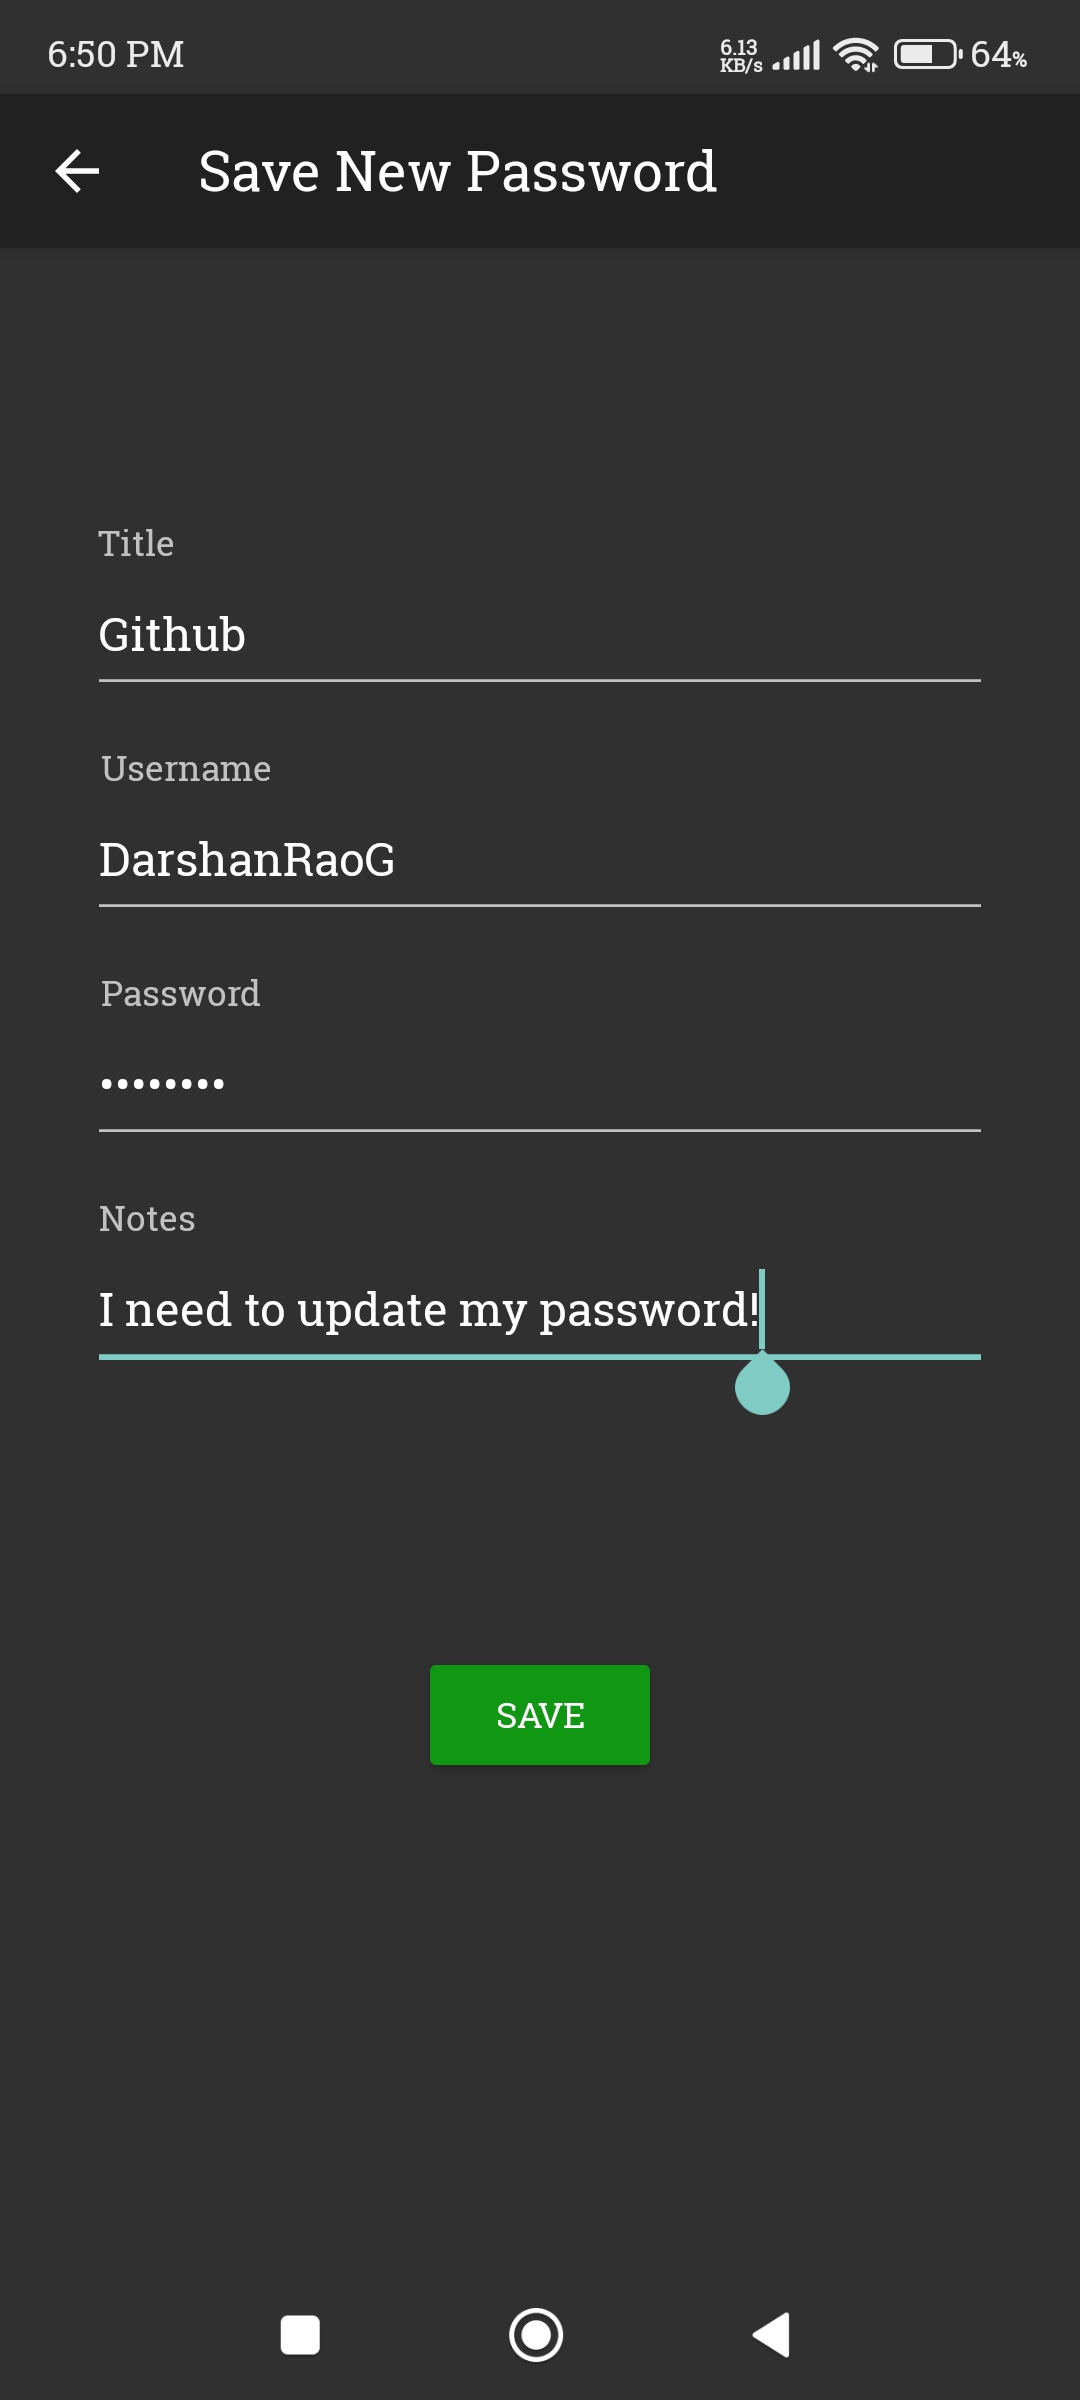 6:50 PM
6.13
KB/s
64%
Save New Password
Title
Github
Username
DarshanRaoG
Password
••••••••
Notes
I need to update my password!
SAVE